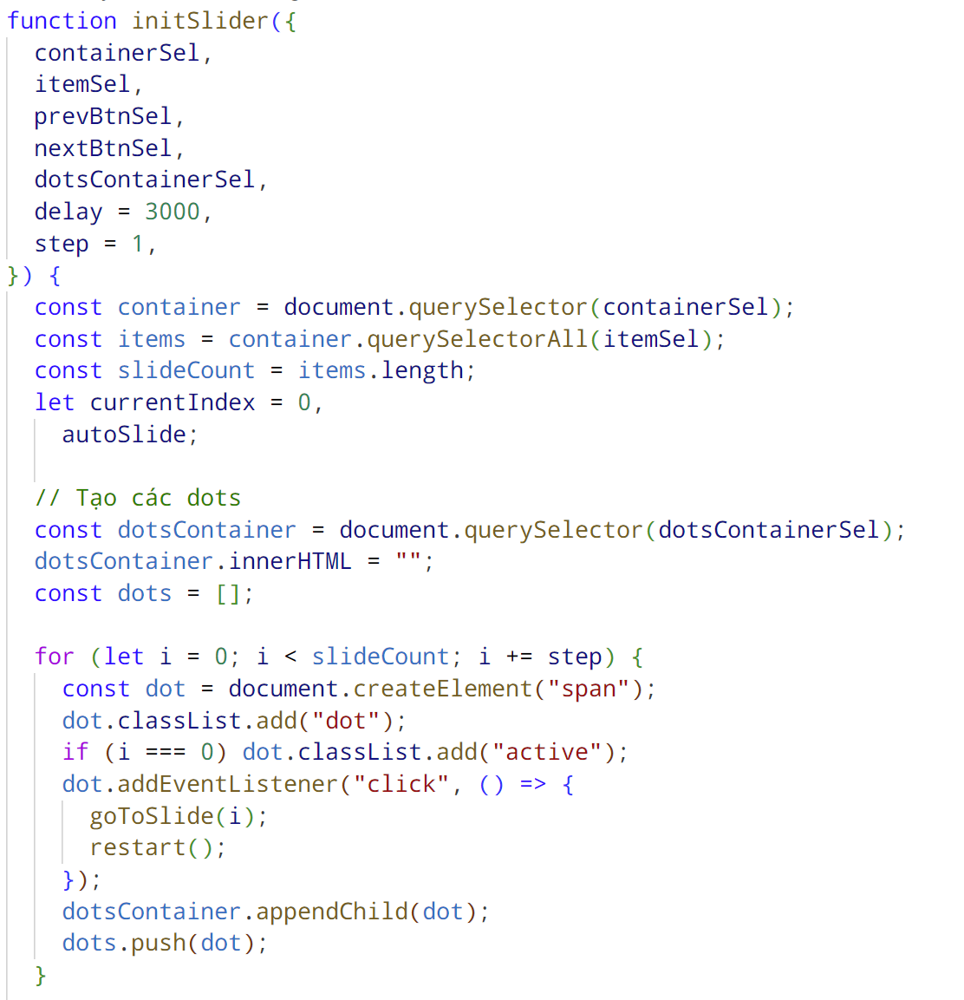 function initSlider({
  containerSel,
  itemSel,
  prevBtnSel,
  nextBtnSel,
  dotsContainerSel,
  delay = 3000,
  step = 1,
}) {
  const container = document.querySelector(containerSel);
  const items = container.querySelectorAll(itemSel);
  const slideCount = items.length;
  let currentIndex = 0,
    autoSlide;

  // Tạo các dots
  const dotsContainer = document.querySelector(dotsContainerSel);
  dotsContainer.innerHTML = "";
  const dots = [];

  for (let i = 0; i < slideCount; i += step) {
    const dot = document.createElement("span");
    dot.classList.add("dot");
    if (i === 0) dot.classList.add("active");
    dot.addEventListener("click", () => {
      goToSlide(i);
      restart();
    });
    dotsContainer.appendChild(dot);
    dots.push(dot);
  }